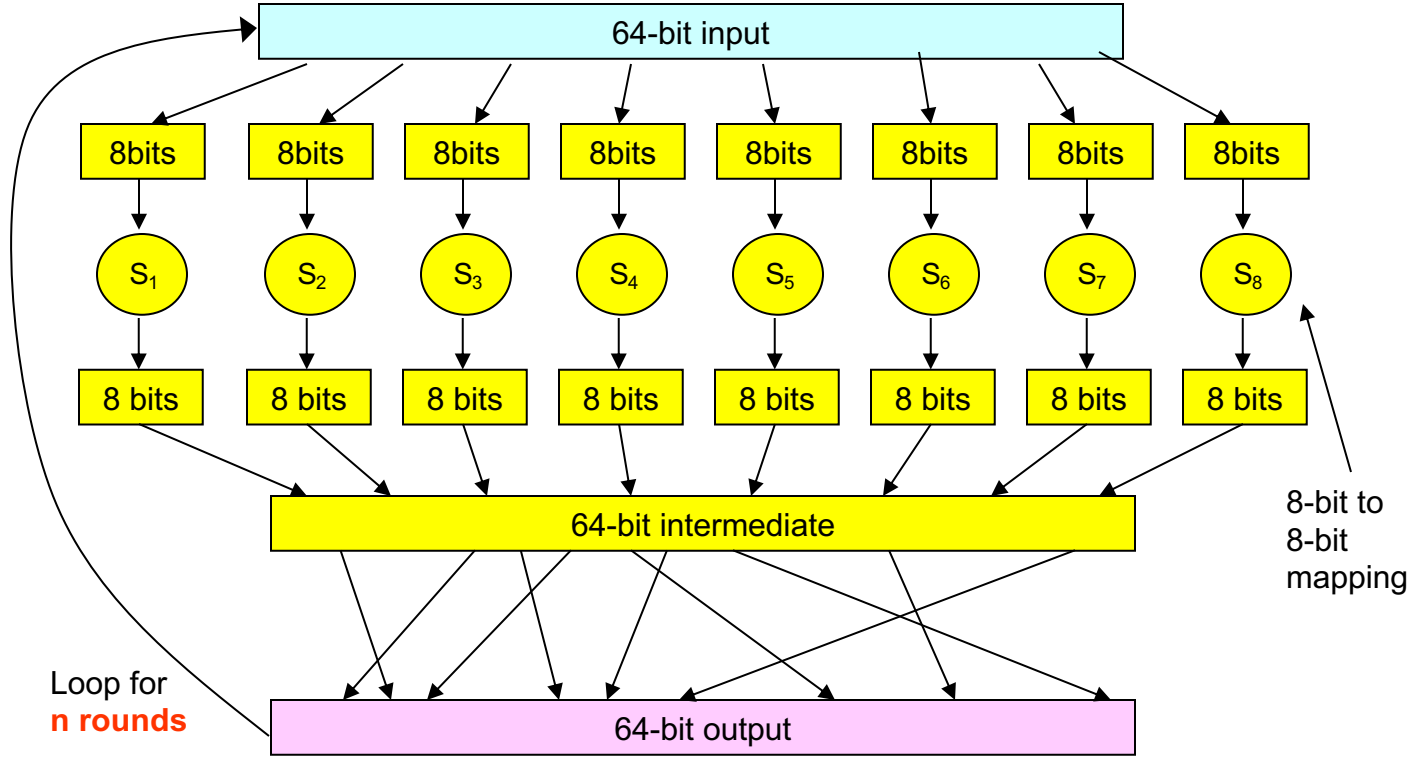 64-bit input
8bits 8bits 8bits 8bits 8bits 8bits 8bits 8bits
S₁ S₂ S₃ S₄ S₅ S₆ S₇ S₈
8 bits 8 bits 8 bits 8 bits 8 bits 8 bits 8 bits 8 bits
64-bit intermediate
8-bit to
8-bit
mapping
Loop for
n rounds
64-bit output